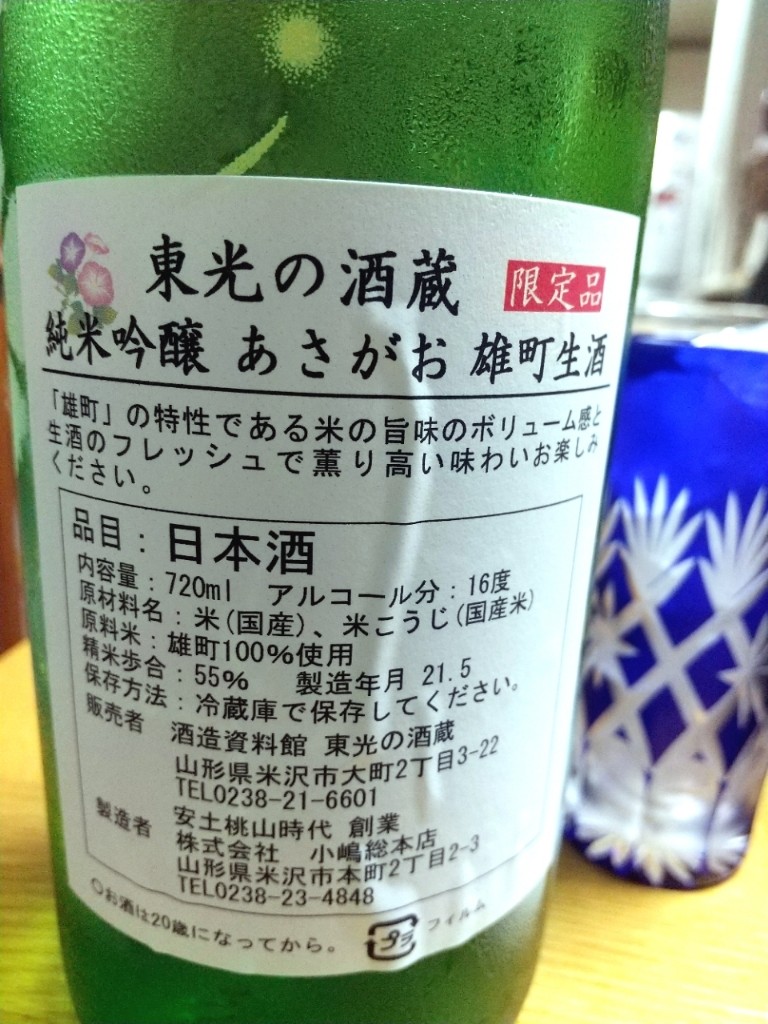 東光の酒蔵 限定品
純米吟醸 あさがお 雄町生酒
「雄町」の特性である米の旨味のボリューム感と
生酒のフレッシュで薫り高い味わいお楽しみ
ください。
品目：日本酒
内容量：720ml アルコール分：16度
原材料名：米(国産)、米こうじ(国産米)
原料米：雄町100%使用
精米歩合：55% 製造年月 21.5
保存方法：冷蔵庫で保存してください。
販売者 酒造資料館 東光の酒蔵
山形県米沢市大町2丁目3-22
TEL0238-21-6601
製造者 安土桃山時代 創業
株式会社 小嶋総本店
山形県米沢市本町2丁目2-3
TEL0238-23-4848
○お酒は20歳になってから。 プラ フィルム